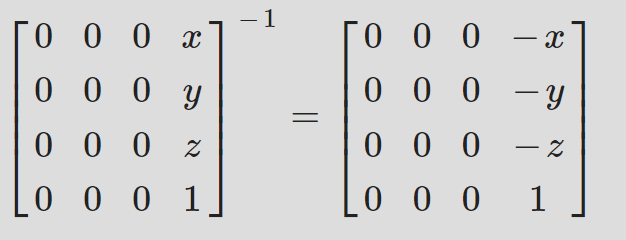 [0 0 0 x]⁻¹ = [0 0 0 −x]
[0 0 0 y] [0 0 0 −y]
[0 0 0 z] [0 0 0 −z]
[0 0 0 1] [0 0 0 1]